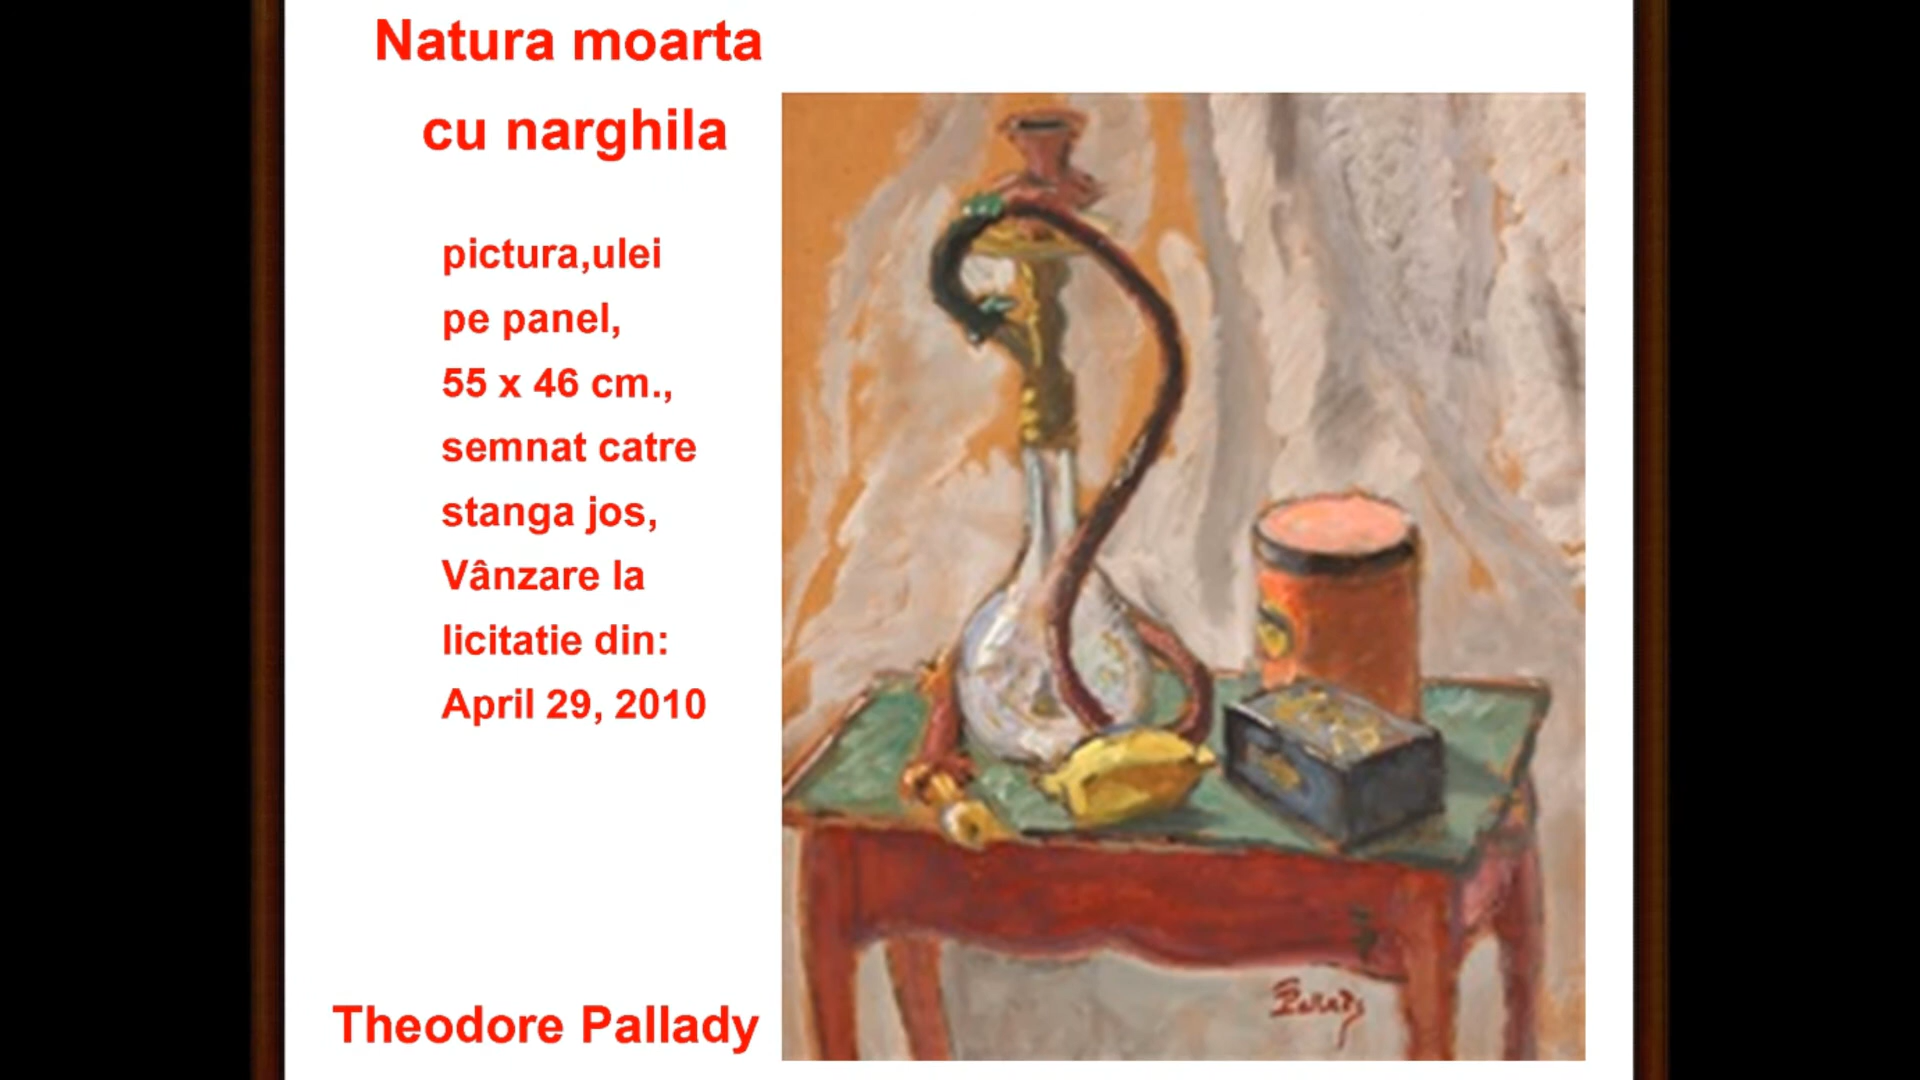 Natura moarta
cu narghila
pictura,ulei
pe panel,
55 x 46 cm.,
semnat catre
stanga jos,
Vânzare la
licitatie din:
April 29, 2010
Theodore Pallady
Pallady